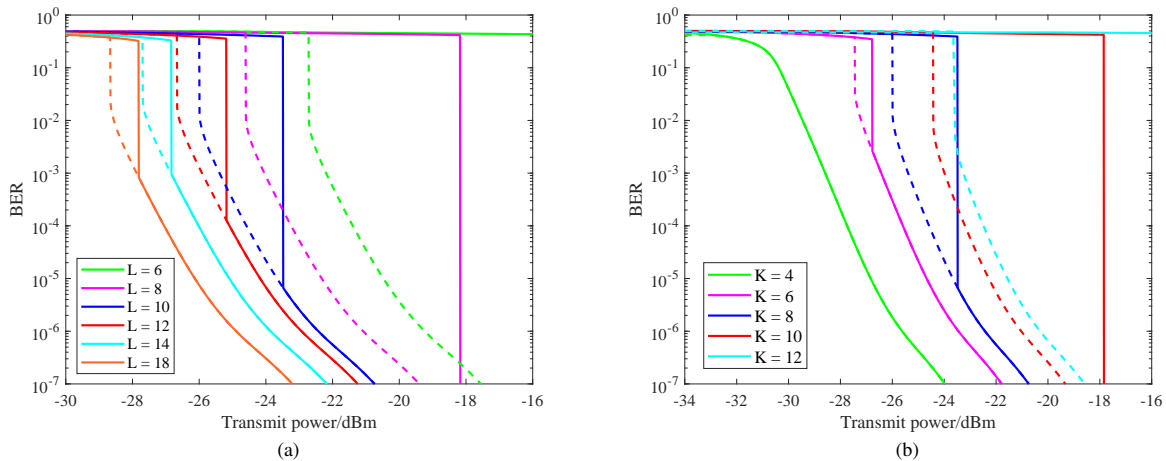 10^0
10^-1
10^-2
10^-3
10^-4
10^-5
10^-6
10^-7
BER
L = 6
L = 8
L = 10
L = 12
L = 14
L = 18
-30 -28 -26 -24 -22 -20 -18 -16
Transmit power/dBm
(a)
10^0
10^-1
10^-2
10^-3
10^-4
10^-5
10^-6
10^-7
BER
K = 4
K = 6
K = 8
K = 10
K = 12
-34 -32 -30 -28 -26 -24 -22 -20 -18 -16
Transmit power/dBm
(b)